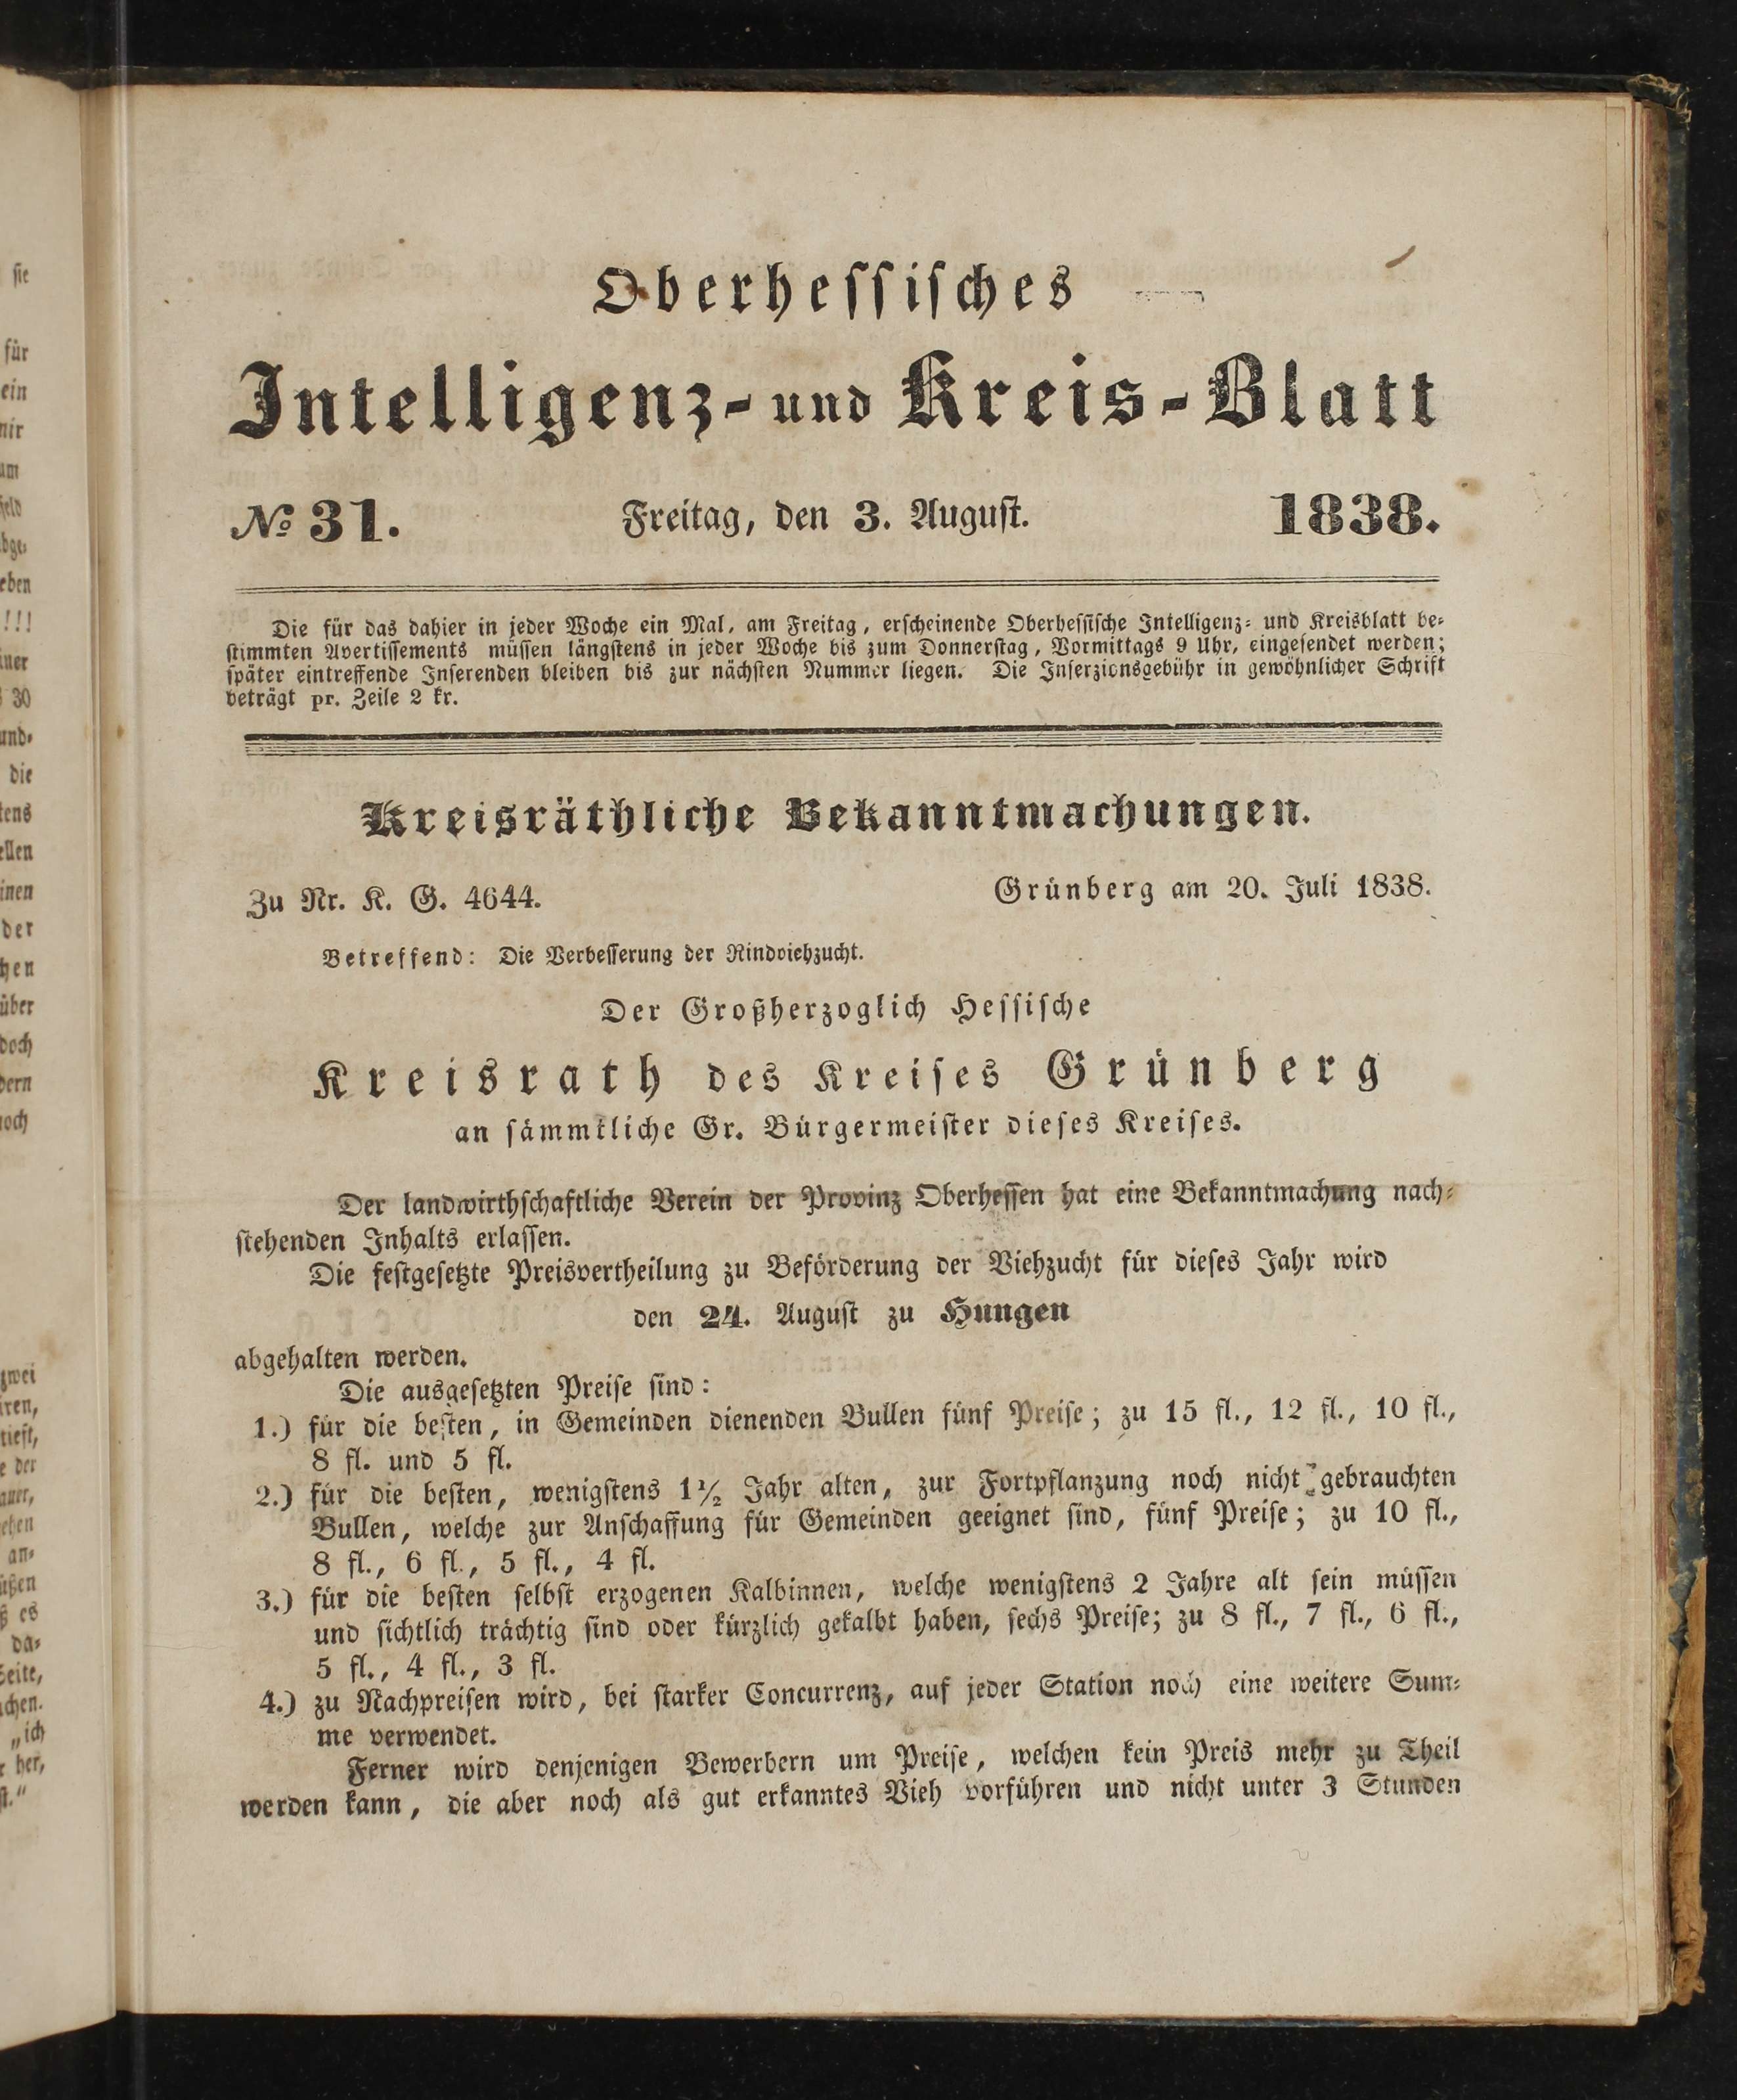 Oberhessisches
Intelligenz- und Kreis-Blatt
№ 31. Freitag, den 3. August. 1838.
Die für das dahier in jeder Woche ein Mal, am Freitag, erscheinende Oberhessische Intelligenz- und Kreisblatt be-
stimmten Avertissements müssen längstens in jeder Woche bis zum Donnerstag, Vormittags 9 Uhr, eingesendet werden;
später eintreffende Inserenden bleiben bis zur nächsten Nummer liegen. Die Inserzionsgebühr in gewöhnlicher Schrift
beträgt pr. Zeile 2 kr.
Kreisräthliche Bekanntmachungen.
Zu Nr. K. G. 4644. Grünberg am 20. Juli 1838.
Betreffend: Die Verbesserung der Rindviehzucht.
Der Großherzoglich Hessische
Kreisrath des Kreises Grünberg
an sämmtliche Gr. Bürgermeister dieses Kreises.
Der landwirthschaftliche Verein der Provinz Oberhessen hat eine Bekanntmachung nach-
stehenden Inhalts erlassen.
Die festgesetzte Preisvertheilung zu Beförderung der Viehzucht für dieses Jahr wird
den 24. August zu Hungen
abgehalten werden.
Die ausgesetzten Preise sind:
1.) für die besten, in Gemeinden dienenden Bullen fünf Preise; zu 15 fl., 12 fl., 10 fl.,
8 fl. und 5 fl.
2.) für die besten, wenigstens 1½ Jahr alten, zur Fortpflanzung noch nicht gebrauchten
Bullen, welche zur Anschaffung für Gemeinden geeignet sind, fünf Preise; zu 10 fl.,
8 fl., 6 fl., 5 fl., 4 fl.
3.) für die besten selbst erzogenen Kalbinnen, welche wenigstens 2 Jahre alt sein müssen
und sichtlich trächtig sind oder kürzlich gekalbt haben, sechs Preise; zu 8 fl., 7 fl., 6 fl.,
5 fl., 4 fl., 3 fl.
4.) zu Nachpreisen wird, bei starker Concurrenz, auf jeder Station noch eine weitere Sum-
me verwendet.
Ferner wird denjenigen Bewerbern um Preise, welchen kein Preis mehr zu Theil
werden kann, die aber noch als gut erkanntes Vieh vorführen und nicht unter 3 Stunden